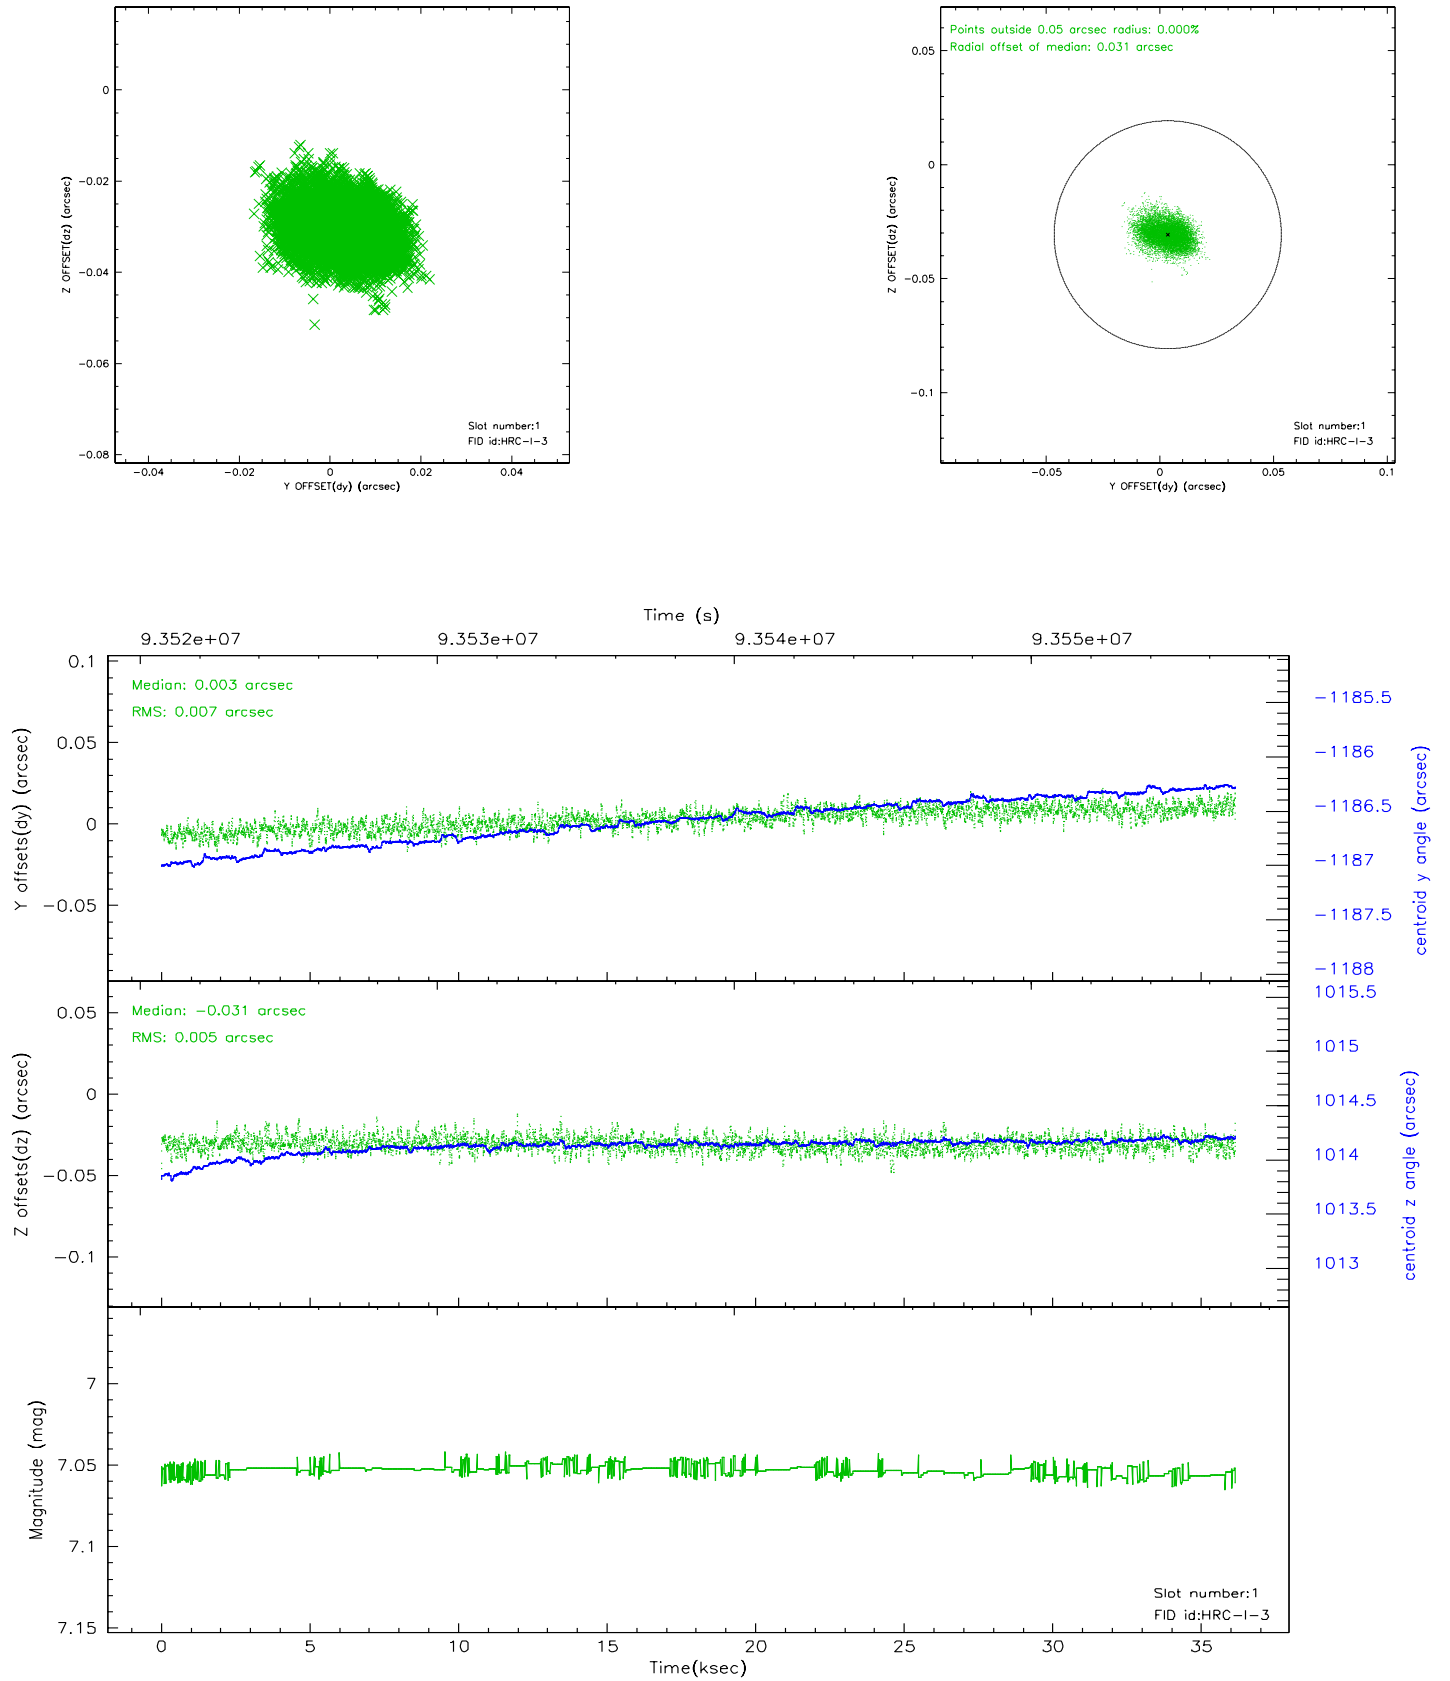 0
-0.02
-0.04
-0.06
-0.08
Z OFFSET(dz) (arcsec)
Slot number:1
FID id:HRC-I-3
-0.04
-0.02
0
0.02
0.04
Y OFFSET(dy) (arcsec)
Points outside 0.05 arcsec radius: 0.000%
Radial offset of median: 0.031 arcsec
0.05
0
-0.05
-0.1
Z OFFSET(dz) (arcsec)
Slot number:1
FID id:HRC-I-3
-0.05
0
0.05
0.1
Y OFFSET(dy) (arcsec)
Time (s)
9.352e+07
9.353e+07
9.354e+07
9.355e+07
Median: 0.003 arcsec
RMS: 0.007 arcsec
0.1
0.05
0
-0.05
Y offsets(dy) (arcsec)
-1185.5
-1186
-1186.5
-1187
-1187.5
-1188
centroid y angle (arcsec)
Median: -0.031 arcsec
RMS: 0.005 arcsec
0.05
0
-0.05
-0.1
Z offsets(dz) (arcsec)
1015.5
1015
1014.5
1014
1013.5
1013
centroid z angle (arcsec)
7
7.05
7.1
7.15
Magnitude (mag)
Slot number:1
FID id:HRC-I-3
0
5
10
15
20
25
30
35
Time(ksec)